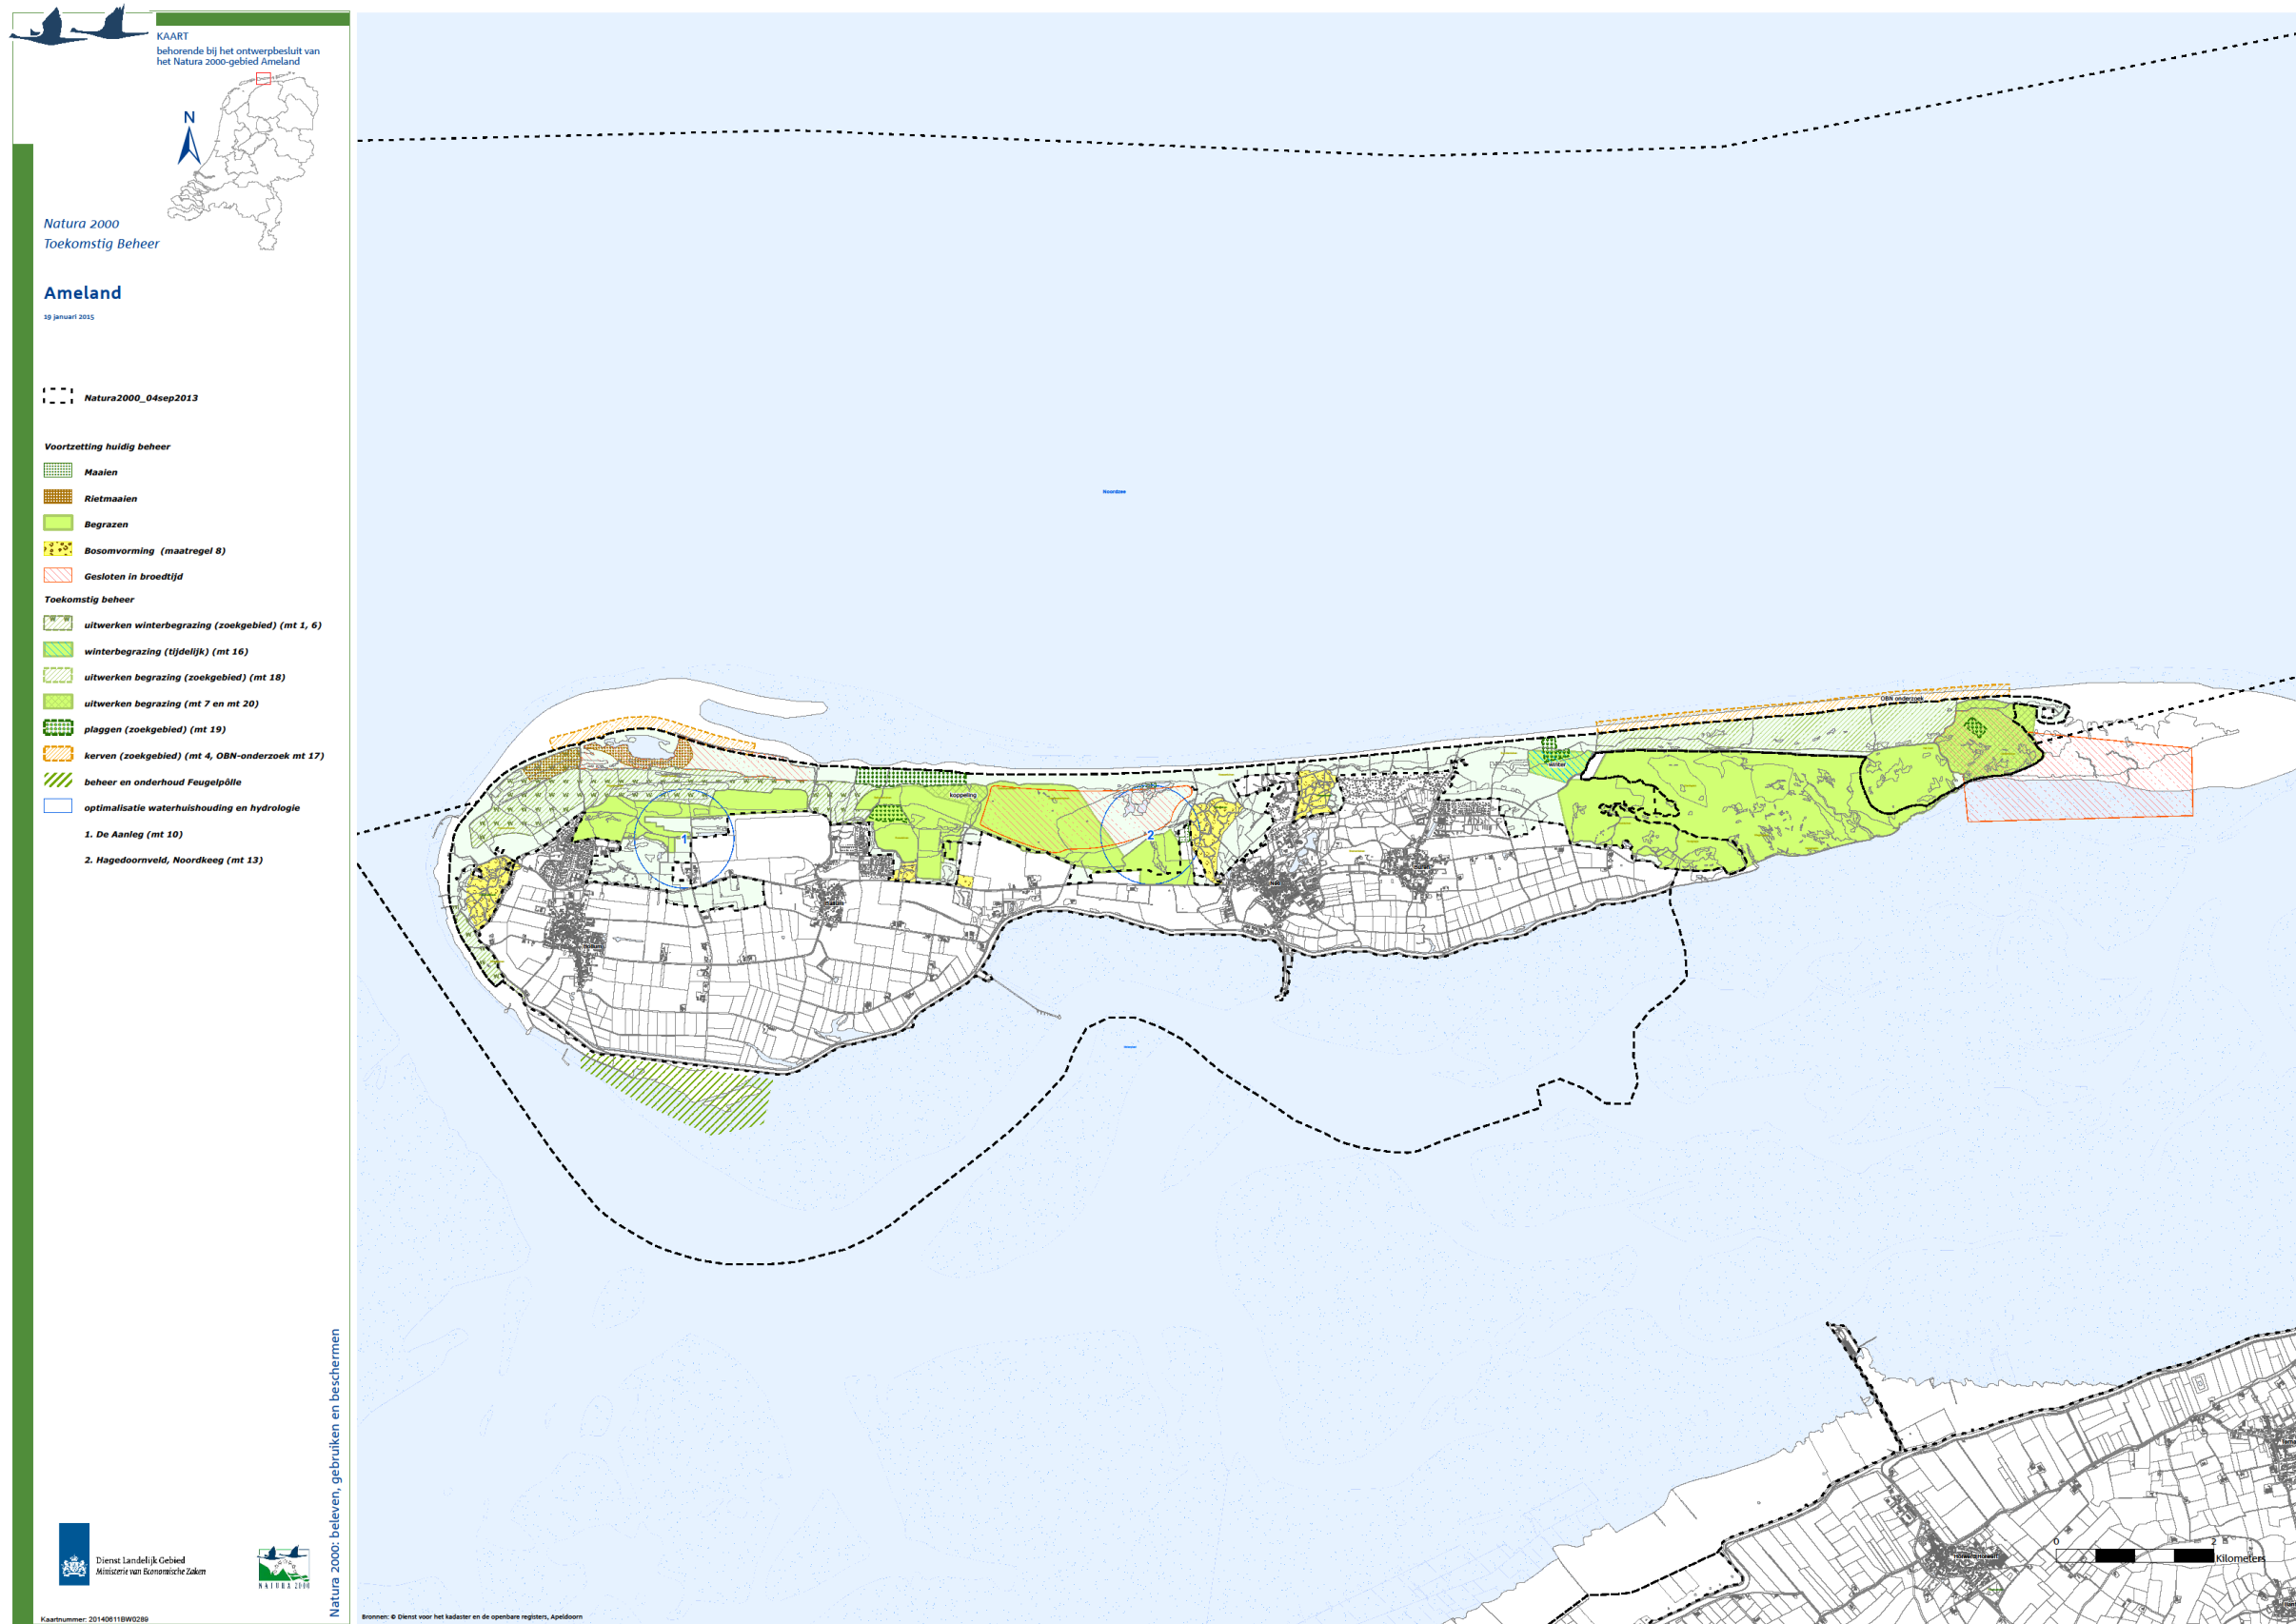 KAART
behorende bij het ontwerpbesluit van
het Natura 2000-gebied Ameland
N
Natura 2000
Toekomstig Beheer
Ameland
19 januari 2015
Natura2000_04sep2013
Voortzetting huidig beheer
Maaien
Rietmaaien
Begrazen
Bosomvorming (maatregel 8)
Gesloten in broedtijd
Toekomstig beheer
uitwerken winterbegrazing (zoekgebied) (mt 1, 6)
winterbegrazing (tijdelijk) (mt 16)
uitwerken begrazing (zoekgebied) (mt 18)
uitwerken begrazing (mt 7 en mt 20)
plaggen (zoekgebied) (mt 19)
kerven (zoekgebied) (mt 4, OBN-onderzoek mt 17)
beheer en onderhoud Feugelpôlle
optimalisatie waterhuishouding en hydrologie
1. De Aanleg (mt 10)
2. Hagedoornveld, Noordkeeg (mt 13)
Natura 2000: beleven, gebruiken en beschermen
Dienst Landelijk Gebied
Ministerie van Economische Zaken
NATURA 2000
Kaartnummer: 20140611BW0289
Noordzee
OBN onderzoek
winter
koppeling
1
2
0 2
Kilometers
Bronnen: © Dienst voor het kadaster en de openbare registers, Apeldoorn